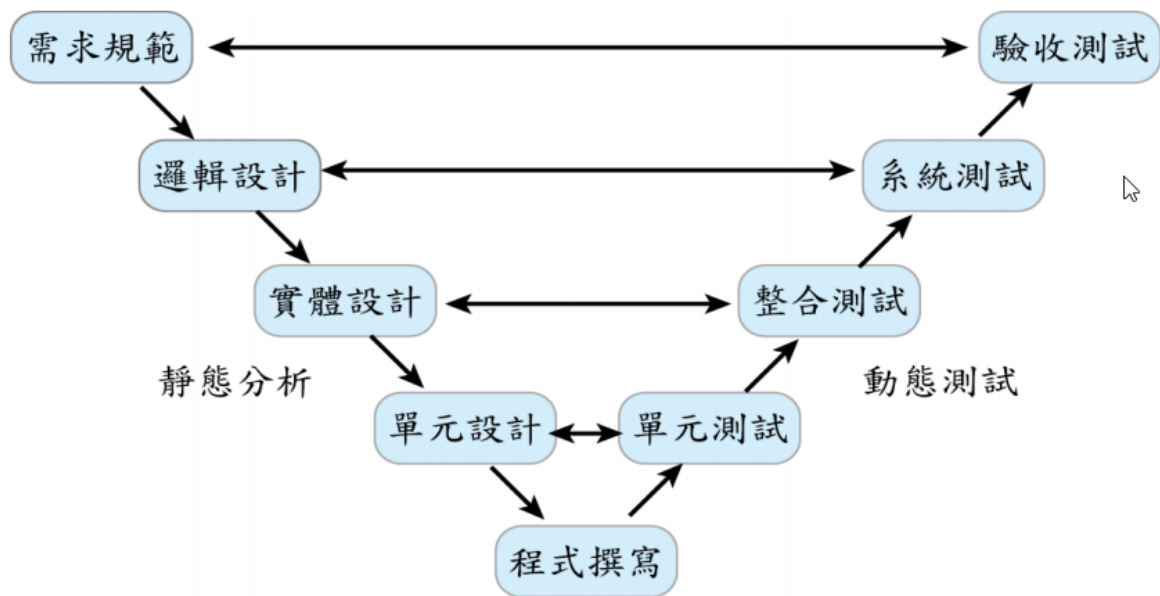 需求規範
驗收測試
邏輯設計
系統測試
實體設計
整合測試
靜態分析
動態測試
單元設計
單元測試
程式撰寫